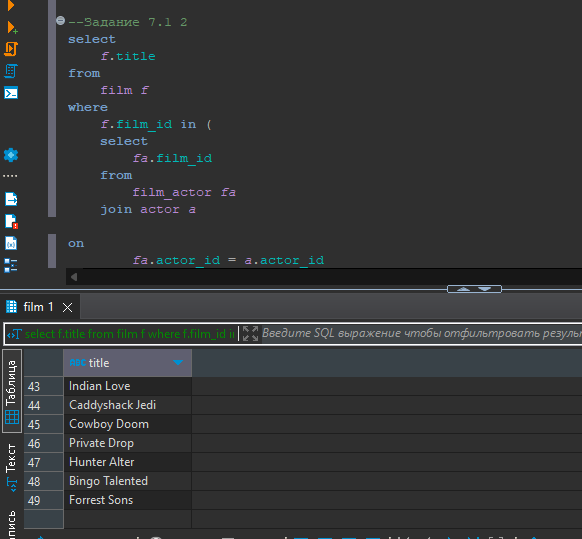 --Задание 7.1 2
select
f.title
from
film f
where
f.film_id in (
select
fa.film_id
from
film_actor fa
join actor a
on
fa.actor_id = a.actor_id
film 1
select f.title from film f where f.film_id in
Введите SQL выражение чтобы отфильтровать резуль
Таблица
Текст
ABC title
43 Indian Love
44 Caddyshack Jedi
45 Cowboy Doom
46 Private Drop
47 Hunter Alter
48 Bingo Talented
49 Forrest Sons